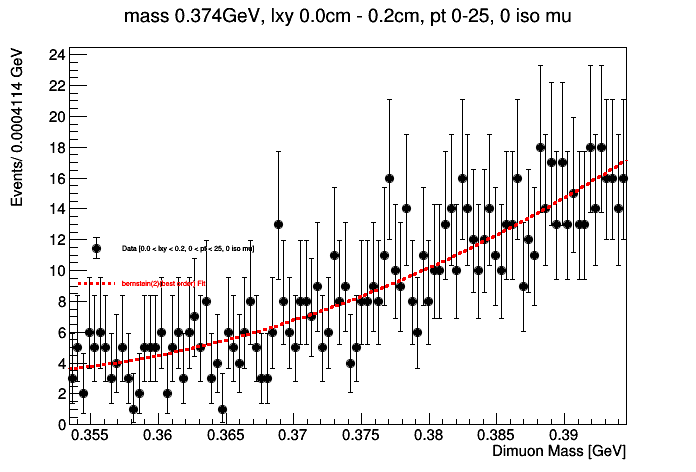 mass 0.374GeV, lxy 0.0cm - 0.2cm, pt 0-25, 0 iso mu
Events/ 0.0004114 GeV
24
22
20
18
16
14
12
10
8
6
4
2
0
Data [0.0 < lxy < 0.2, 0 < pt < 25, 0 iso mu]
bernstein(2)(best order) Fit
0.355 0.36 0.365 0.37 0.375 0.38 0.385 0.39
Dimuon Mass [GeV]